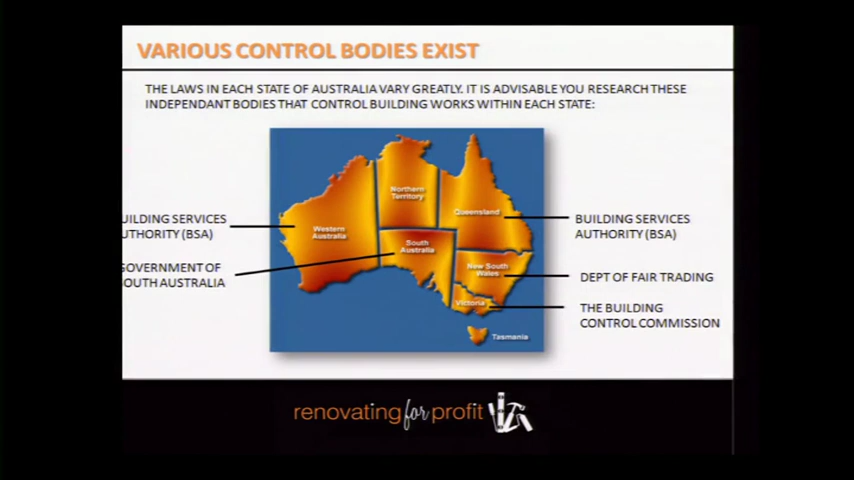 VARIOUS CONTROL BODIES EXIST
THE LAWS IN EACH STATE OF AUSTRALIA VARY GREATLY. IT IS ADVISABLE YOU RESEARCH THESE
INDEPENDANT BODIES THAT CONTROL BUILDING WORKS WITHIN EACH STATE:
Northern
Territory
Queensland
Western
Australia
South
Australia
New South
Wales
Victoria
Tasmania
UILDING SERVICES
UTHORITY (BSA)
GOVERNMENT OF
OUTH AUSTRALIA
BUILDING SERVICES
AUTHORITY (BSA)
DEPT OF FAIR TRADING
THE BUILDING
CONTROL COMMISSION
renovating for profit